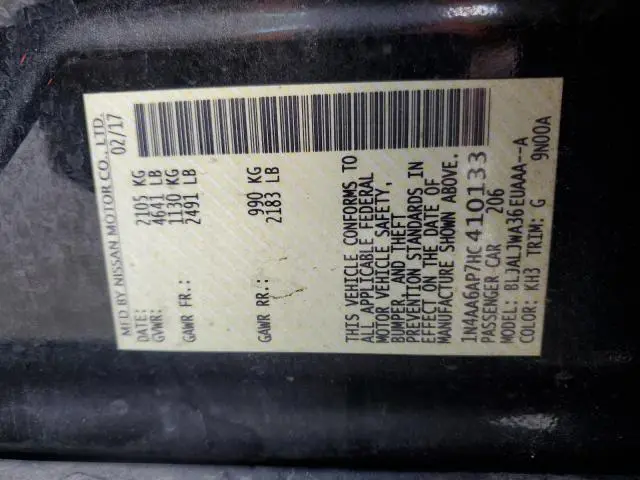 MFD BY NISSAN MOTOR CO., LTD.
DATE: 02/17
GVWR: 2105 KG
4641 LB
GAWR FR.: 1130 KG
2491 LB
GAWR RR.: 990 KG
2183 LB
THIS VEHICLE CONFORMS TO
ALL APPLICABLE FEDERAL
MOTOR VEHICLE SAFETY,
BUMPER, AND THEFT
PREVENTION STANDARDS IN
EFFECT ON THE DATE OF
MANUFACTURE SHOWN ABOVE.
1N4AA6AP7HC410133
PASSENGER CAR 206
MODEL: BLJALJWA36EUAAA--A
COLOR: KH3 TRIM: G 9N00A